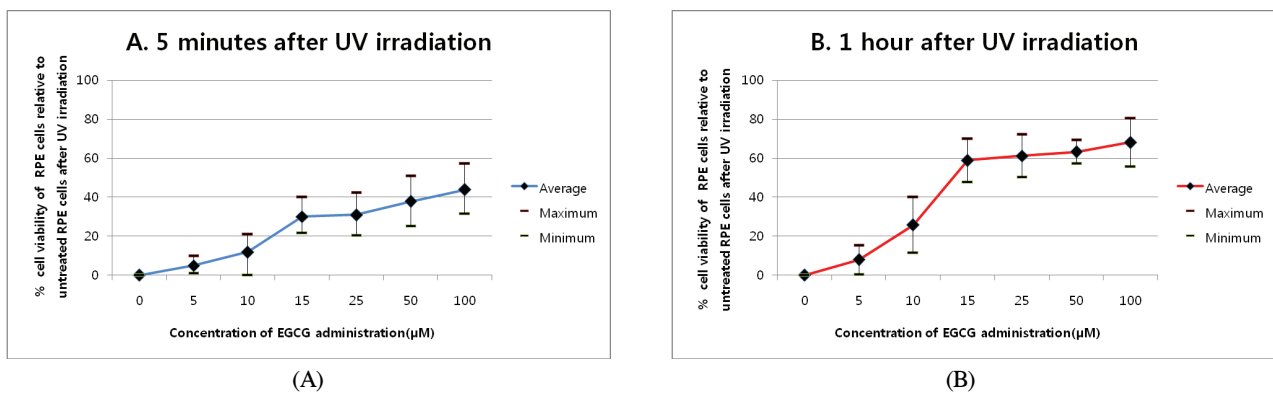 A. 5 minutes after UV irradiation
% cell viability of RPE cells relative to
untreated RPE cells after UV irradiation
100
80
60
40
20
0
0 5 10 15 25 50 100
Concentration of EGCG administration(μM)
Average
Maximum
Minimum
(A)
B. 1 hour after UV irradiation
% cell viability of RPE cells relative to
untreated RPE cells after UV irradiation
100
80
60
40
20
0
0 5 10 15 25 50 100
Concentration of EGCG administration(μM)
Average
Maximum
Minimum
(B)